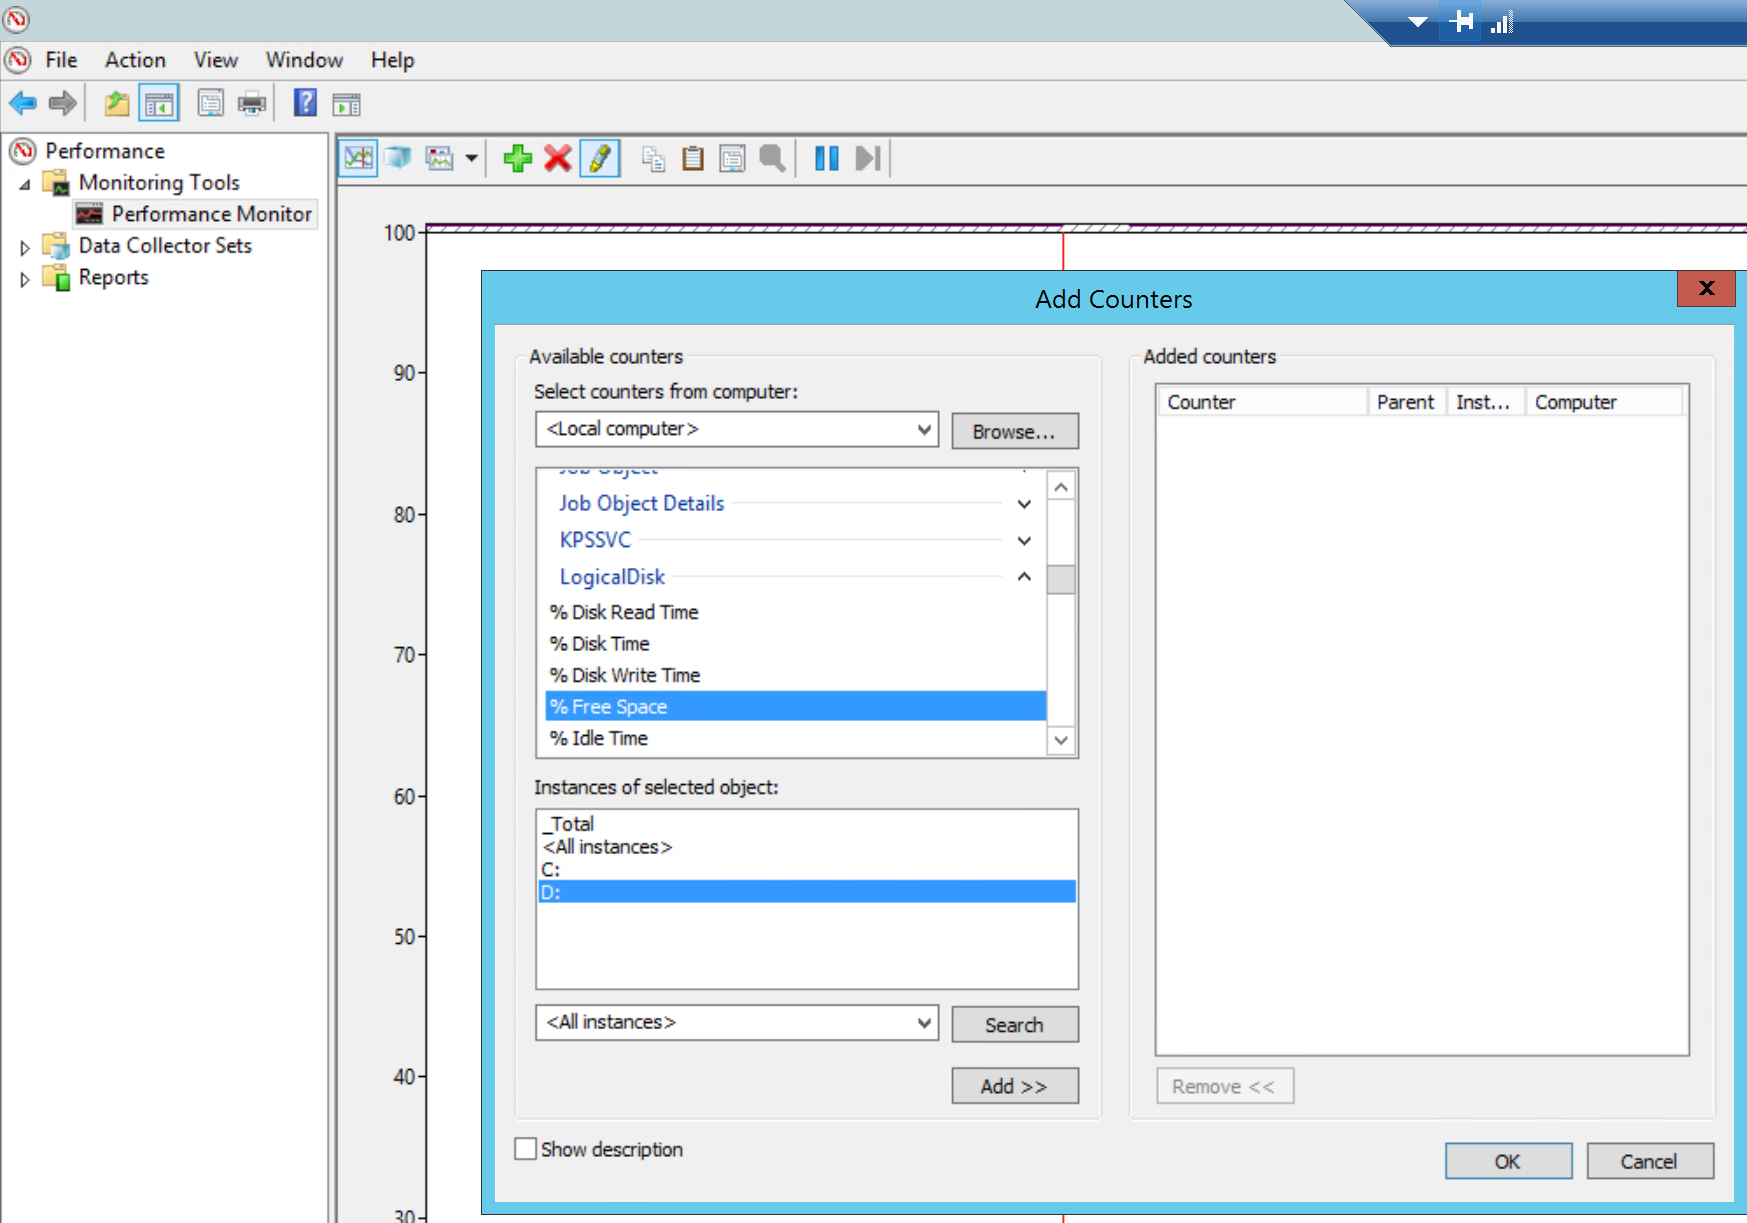 File Action View Window Help
Performance
Monitoring Tools
Performance Monitor
Data Collector Sets
Reports
100
90
80
70
60
50
40
30
Add Counters
x
Available counters
Select counters from computer:
<Local computer>
Browse...
Job Object
Job Object Details
KPSSVC
LogicalDisk
% Disk Read Time
% Disk Time
% Disk Write Time
% Free Space
% Idle Time
Instances of selected object:
_Total
<All instances>
C:
D:
<All instances>
Search
Add >>
Show description
Added counters
Counter Parent Inst... Computer
Remove <<
OK Cancel